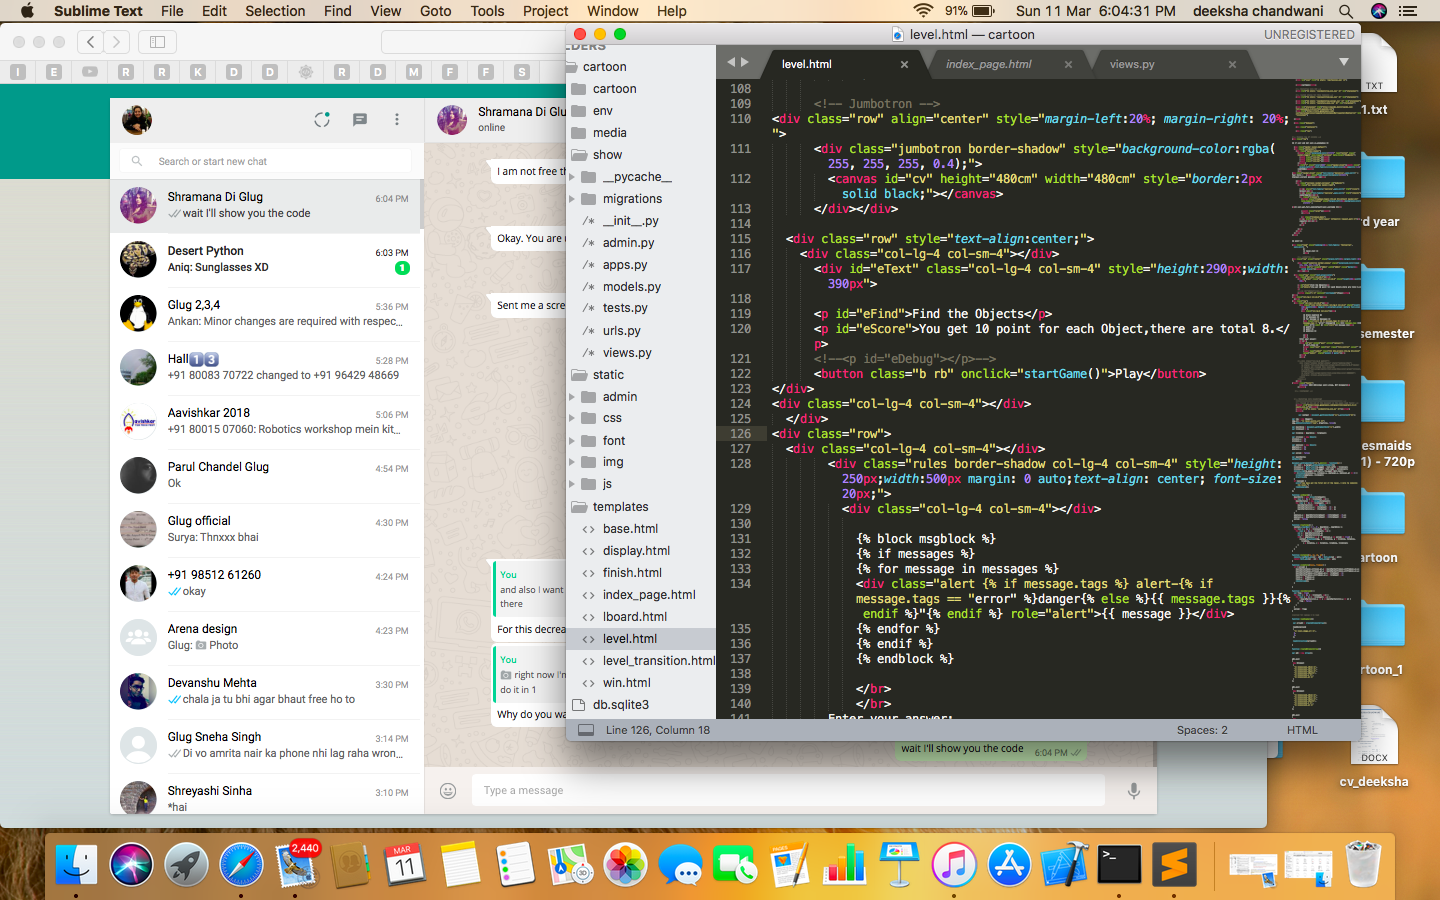 Sublime Text File Edit Selection Find View Goto Tools Project Window Help 91% Sun 11 Mar 6:04:31 PM deeksha chandwani
level.html — cartoon UNREGISTERED
I E R R K D D R D M F F S
Search or start new chat
Shramana Di Glug 6:04 PM
wait I'll show you the code
Desert Python 6:03 PM
Aniq: Sunglasses XD 1
Glug 2,3,4 5:36 PM
Ankan: Minor changes are required with respec...
Hall 1 3 5:28 PM
+91 80083 70722 changed to +91 96429 48669
Aavishkar 2018 5:06 PM
+91 80015 07060: Robotics workshop mein kit...
Parul Chandel Glug 4:54 PM
Ok
Glug official 4:30 PM
Surya: Thnxxx bhai
+91 98512 61260 4:24 PM
okay
Arena design 4:23 PM
Glug: Photo
Devanshu Mehta 3:30 PM
chala ja tu bhi agar bhaut free ho to
Glug Sneha Singh 3:14 PM
Di vo amrita nair ka phone nhi lag raha wron...
Shreyashi Sinha 3:10 PM
*hai
Shramana Di Glu
online
I am not free th
Okay. You are
Sent me a scre
You
and also I want
there
For this decrea
You
right now I'm
do it in 1
Why do you wa
wait I'll show you the code 6:04 PM
Type a message
cartoon
cartoon
env
media
show
__pycache__
migrations
/* __init__.py
/* admin.py
/* apps.py
/* models.py
/* tests.py
/* urls.py
/* views.py
static
admin
css
font
img
js
templates
<> base.html
<> display.html
<> finish.html
<> index_page.html
<> lboard.html
<> level.html
<> level_transition.html
<> win.html
db.sqlite3
level.html × index_page.html × views.py ×
108
109 <!-- Jumbotron -->
110 <div class="row" align="center" style="margin-left:20%; margin-right: 20%;
">
111 <div class="jumbotron border-shadow" style="background-color:rgba(
255, 255, 255, 0.4);">
112 <canvas id="cv" height="480cm" width="480cm" style="border:2px
solid black;"></canvas>
113 </div></div>
114
115 <div class="row" style="text-align:center;">
116 <div class="col-lg-4 col-sm-4"></div>
117 <div id="eText" class="col-lg-4 col-sm-4" style="height:290px;width:
390px">
118
119 <p id="eFind">Find the Objects</p>
120 <p id="eScore">You get 10 point for each Object,there are total 8.</
p>
121 <!--<p id="eDebug"></p>-->
122 <button class="b rb" onclick="startGame()">Play</button>
123 </div>
124 <div class="col-lg-4 col-sm-4"></div>
125 </div>
126 <div class="row">
127 <div class="col-lg-4 col-sm-4"></div>
128 <div class="rules border-shadow col-lg-4 col-sm-4" style="height:
250px;width:500px margin: 0 auto;text-align: center; font-size:
20px;">
129 <div class="col-lg-4 col-sm-4"></div>
130
131 {% block msgblock %}
132 {% if messages %}
133 {% for message in messages %}
134 <div class="alert {% if message.tags %} alert-{% if
message.tags == "error" %}danger{% else %}{{ message.tags }}{%
endif %}"{% endif %} role="alert">{{ message }}</div>
135 {% endfor %}
136 {% endif %}
137 {% endblock %}
138
139 </br>
140 </br>
141 Enter your answer:
Line 126, Column 18 Spaces: 2 HTML
TXT
1.txt
d year
semester
esmaids
1) - 720p
artoon
rtoon_1
DOCX
cv_deeksha
2,440
MAR
11